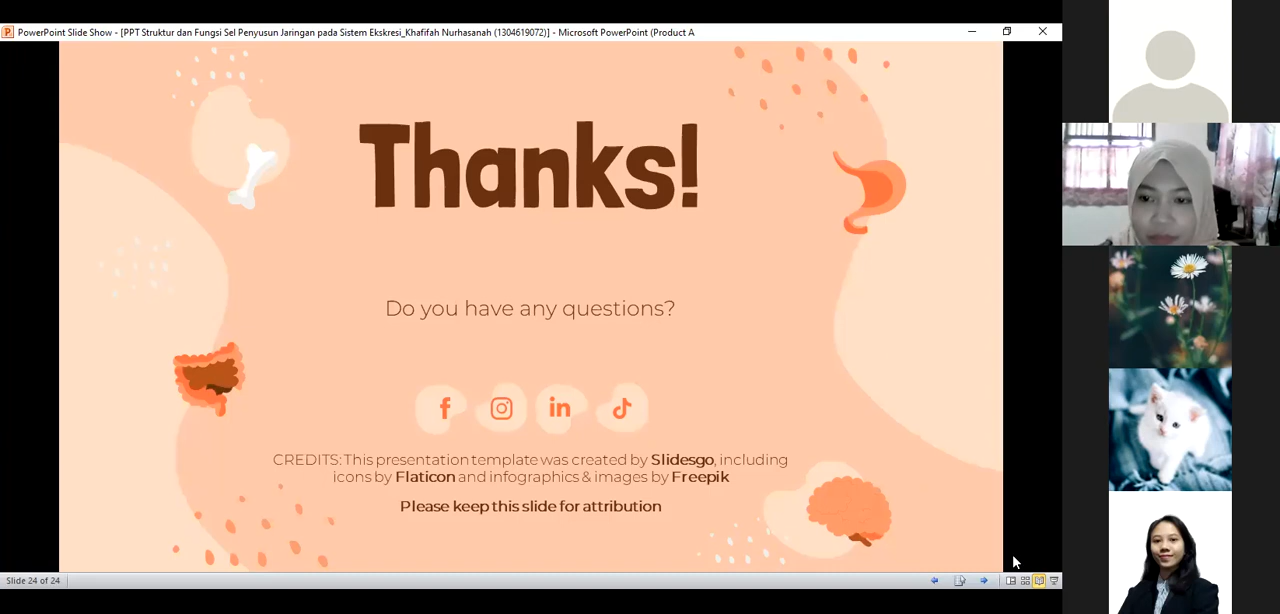 PowerPoint Slide Show - [PPT Struktur dan Fungsi Sel Penyusun Jaringan pada Sistem Ekskresi_Khafifah Nurhasanah (1304619072)] - Microsoft PowerPoint (Product A
Thanks!
Do you have any questions?
CREDITS: This presentation template was created by Slidesgo, including
icons by Flaticon and infographics & images by Freepik
Please keep this slide for attribution
Slide 24 of 24